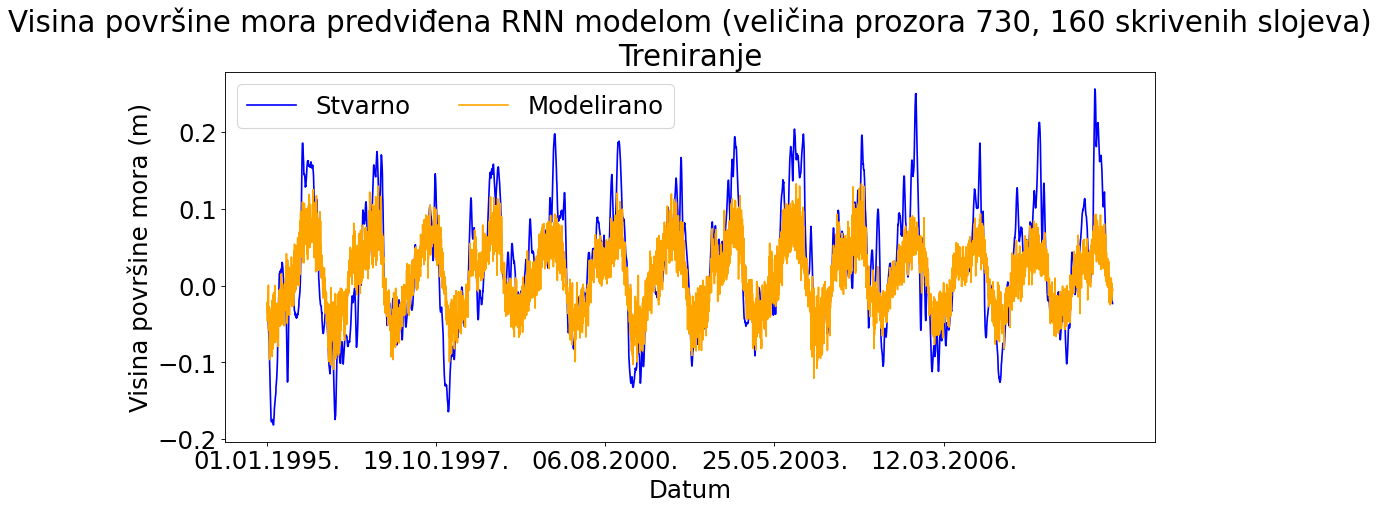 Visina površine mora predviđena RNN modelom (veličina prozora 730, 160 skrivenih slojeva)
Treniranje
Stvarno
Modelirano
Visina površine mora (m)
0.2
0.1
0.0
−0.1
−0.2
01.01.1995.
19.10.1997.
06.08.2000.
25.05.2003.
12.03.2006.
Datum